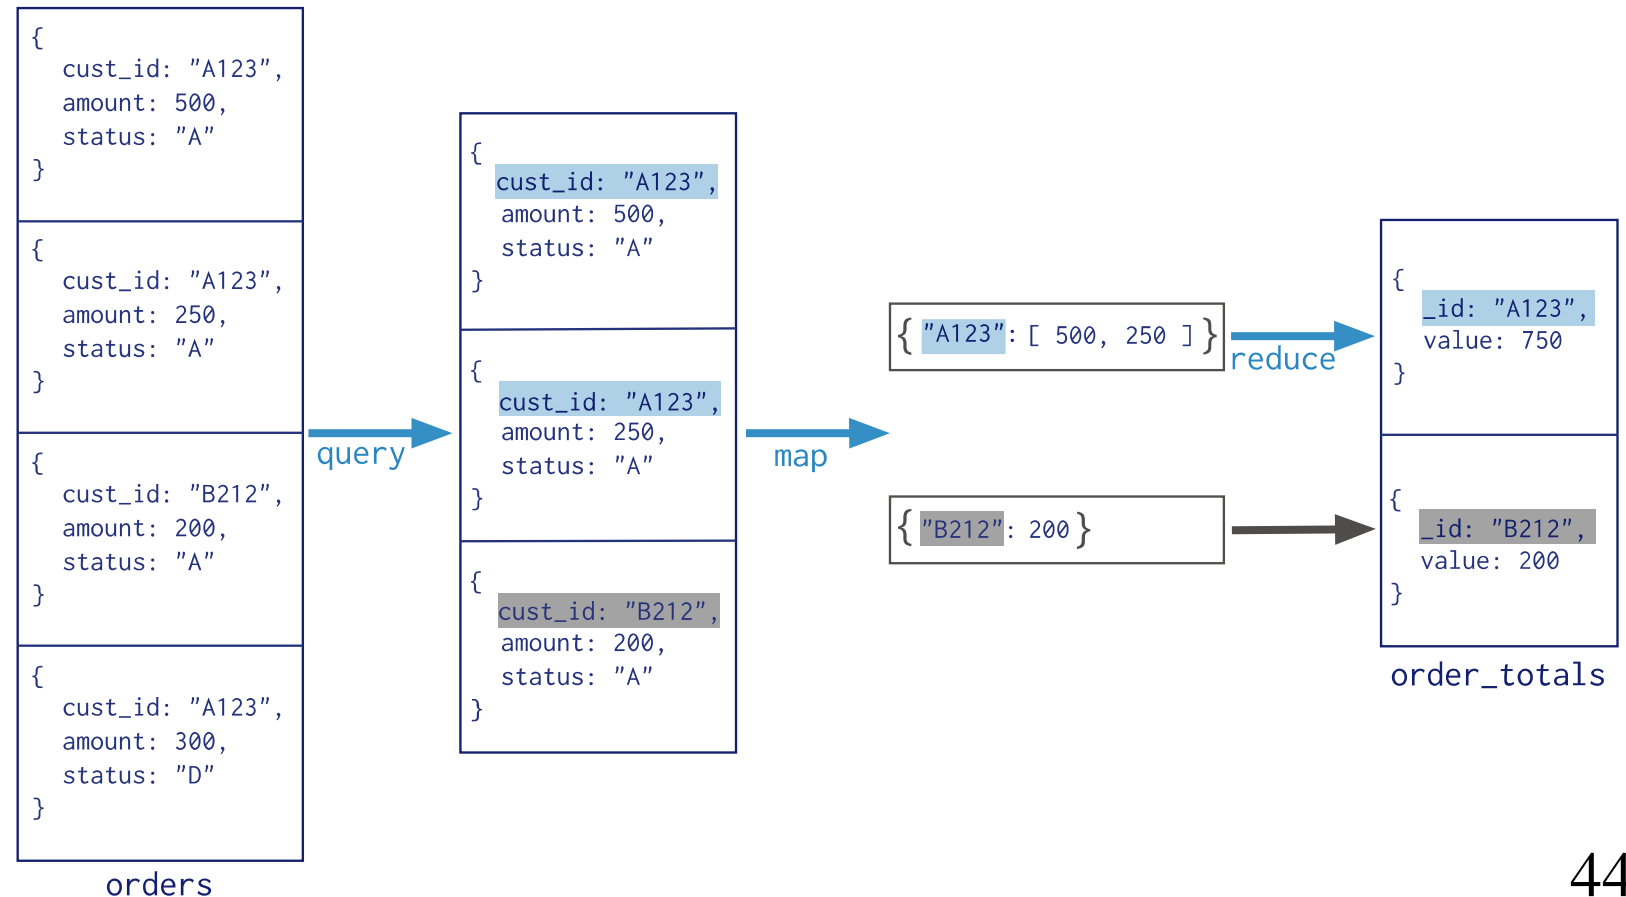 {
cust_id: "A123",
amount: 500,
status: "A"
}
{
cust_id: "A123",
amount: 250,
status: "A"
}
{
cust_id: "B212",
amount: 200,
status: "A"
}
{
cust_id: "A123",
amount: 300,
status: "D"
}
orders
query
{
cust_id: "A123",
amount: 500,
status: "A"
}
{
cust_id: "A123",
amount: 250,
status: "A"
}
{
cust_id: "B212",
amount: 200,
status: "A"
}
map
{ "A123": [ 500, 250 ] }
{ "B212": 200 }
reduce
{
_id: "A123",
value: 750
}
{
_id: "B212",
value: 200
}
order_totals
44